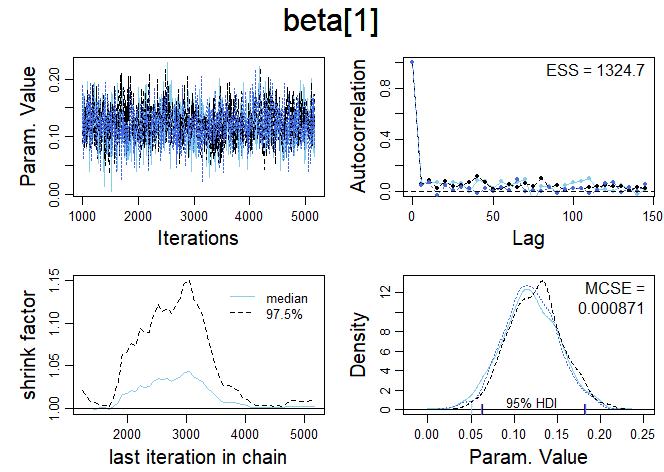 beta[1]
Param. Value
0.00 0.10 0.20
1000 2000 3000 4000 5000
Iterations
ESS = 1324.7
Autocorrelation
0.0 0.4 0.8
0 50 100 150
Lag
shrink factor
1.00 1.05 1.10 1.15
median
97.5%
2000 3000 4000 5000
last iteration in chain
MCSE =
0.000871
Density
0 2 4 6 8 12
95% HDI
0.00 0.05 0.10 0.15 0.20 0.25
Param. Value